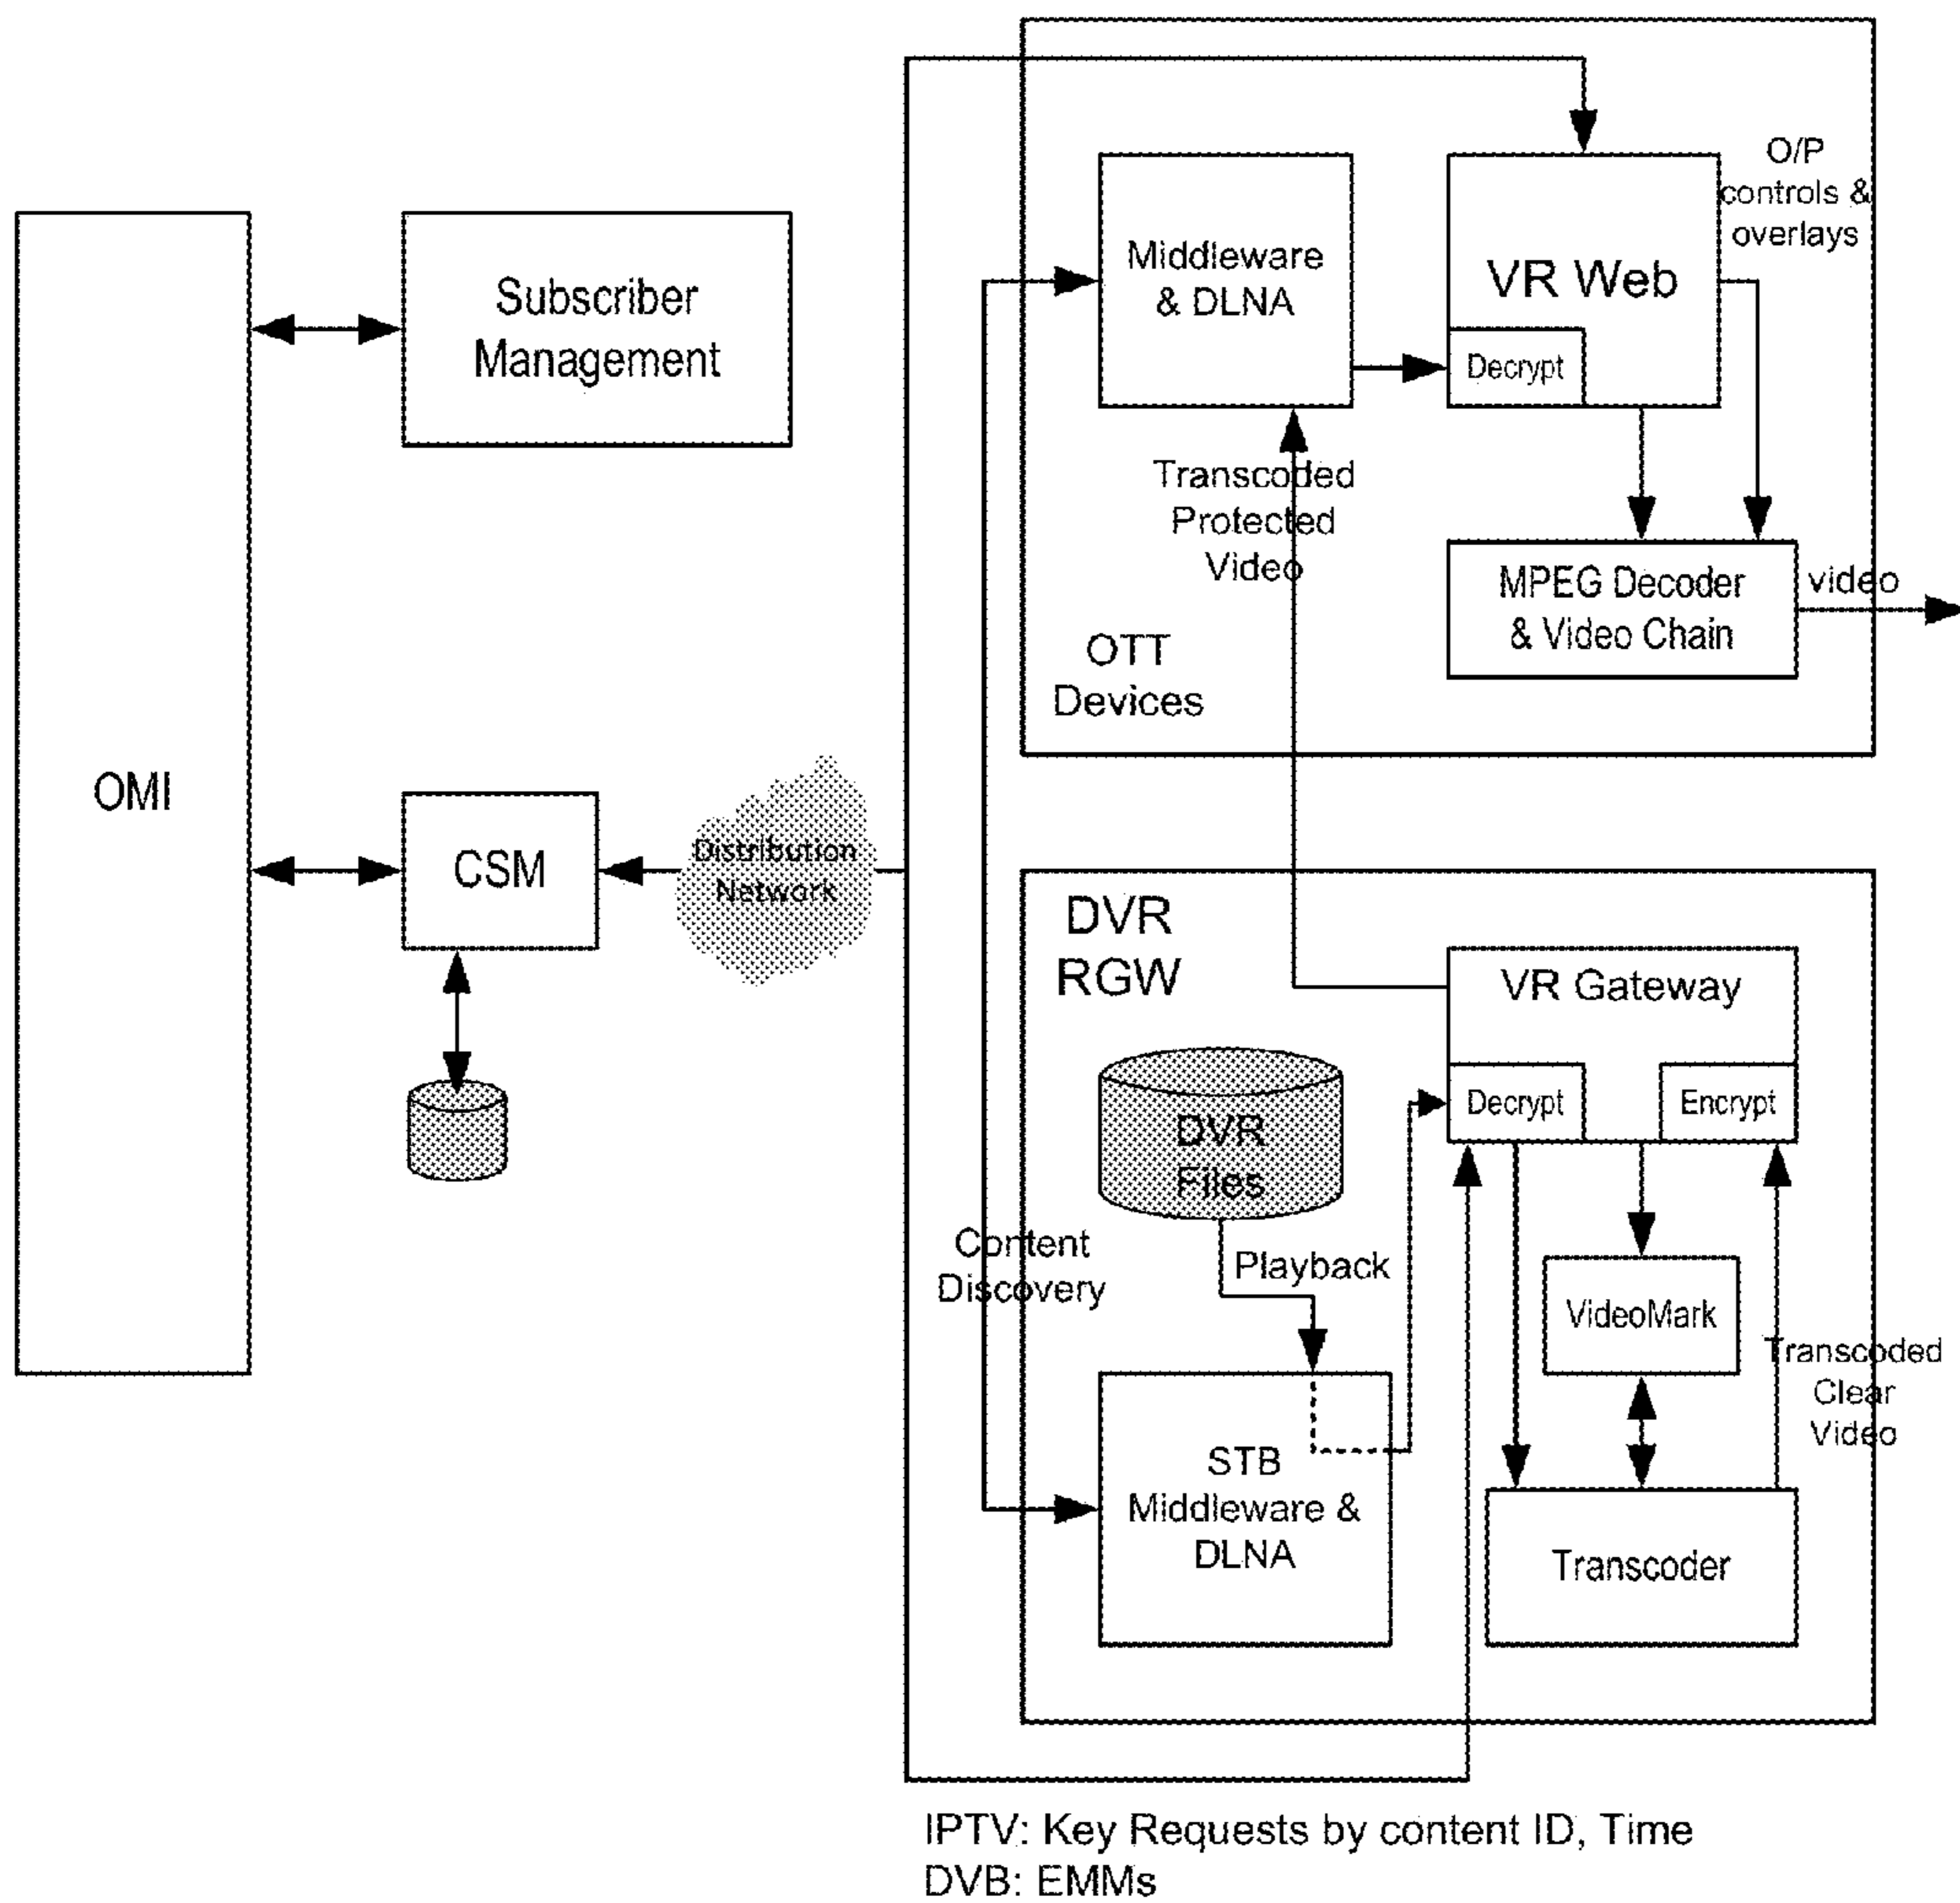 O/P
controls &
overlays
Middleware
& DLNA
VR Web
Decrypt
Subscriber
Management
Transcoded
Protected
Video
MPEG Decoder
& Video Chain
video
OTT
Devices
OMI
CSM
Distribution
Network
DVR
RGW
VR Gateway
Decrypt
Encrypt
DVR
Files
Content
Discovery
Playback
VideoMark
Transcoded
Clear
Video
STB
Middleware &
DLNA
Transcoder
IPTV: Key Requests by content ID, Time
DVB: EMMs